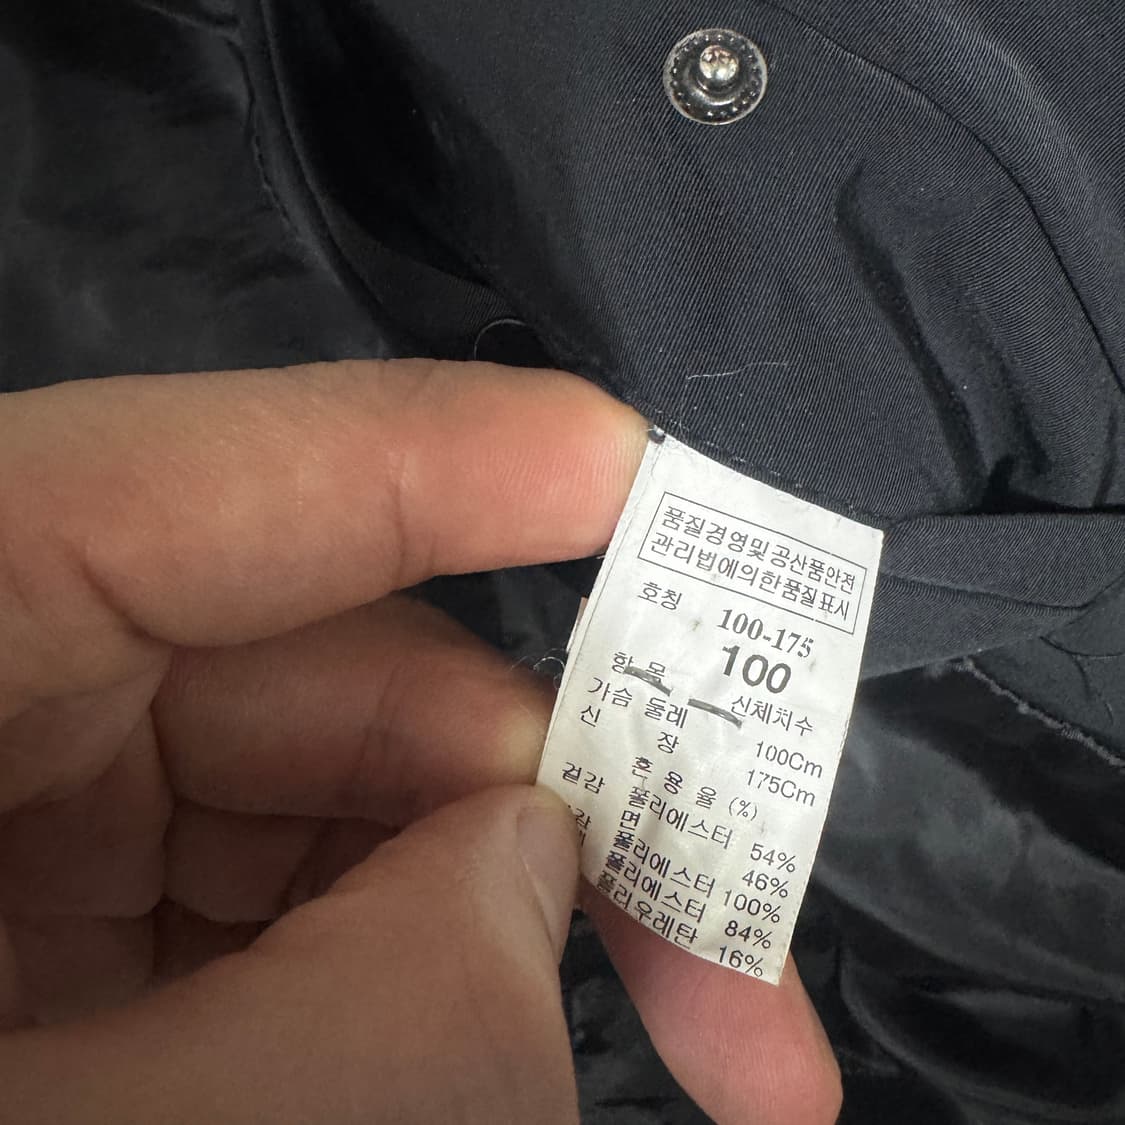 품질경영및공산품안전
관리법에의한품질표시
호칭 100-175
100
항 목 신체치수
가슴 둘레 100Cm
신 장 175Cm
혼 용 율 (%)
겉감 폴리에스터 54%
면 46%
감 폴리에스터 100%
폴리에스터 84%
폴리우레탄 16%